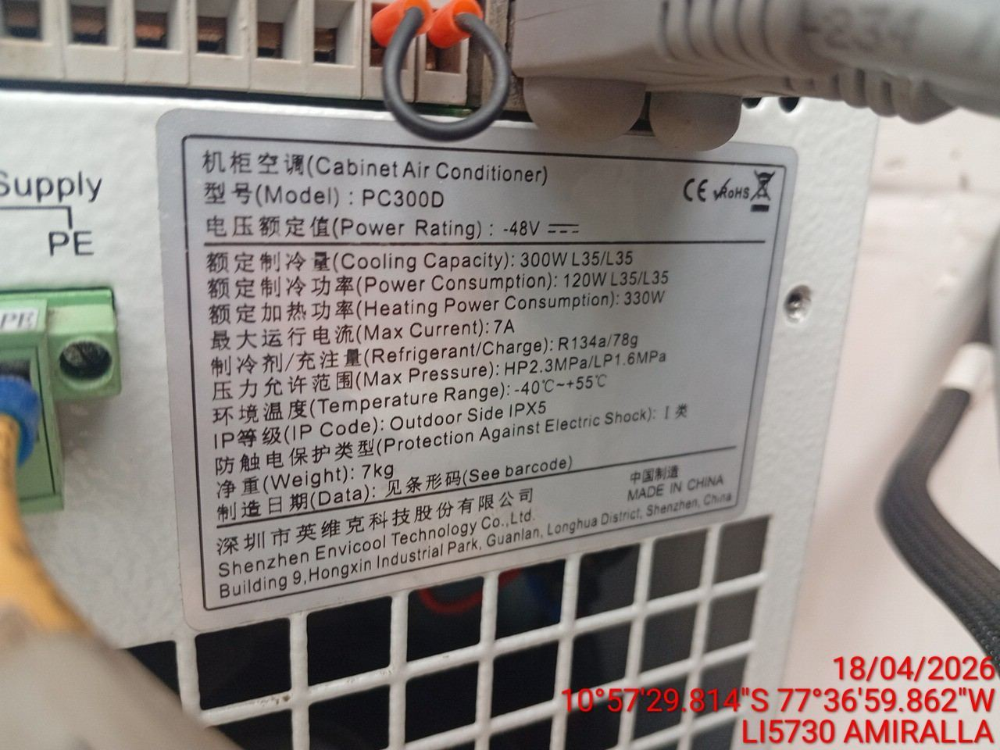 -234
Supply
PE
PE
机柜空调(Cabinet Air Conditioner)
型号(Model) : PC300D
CE RoHS
电压额定值(Power Rating) : -48V
额定制冷量(Cooling Capacity): 300W L35/L35
额定制冷功率(Power Consumption): 120W L35/L35
额定加热功率(Heating Power Consumption): 330W
最大运行电流(Max Current): 7A
制冷剂/充注量(Refrigerant/Charge): R134a/78g
压力允许范围(Max Pressure): HP2.3MPa/LP1.6MPa
环境温度(Temperature Range): -40℃~+55℃
IP等级(IP Code): Outdoor Side IPX5
防触电保护类型(Protection Against Electric Shock): I 类
净重(Weight): 7kg
制造日期(Data): 见条形码(See barcode)
深圳市英维克科技股份有限公司
中国制造
Shenzhen Envicool Technology Co.,Ltd.
MADE IN CHINA
Building 9,Hongxin Industrial Park, Guanlan, Longhua District, Shenzhen, China
18/04/2026
10°57'29.814"S 77°36'59.862"W
LI5730 AMIRALLA